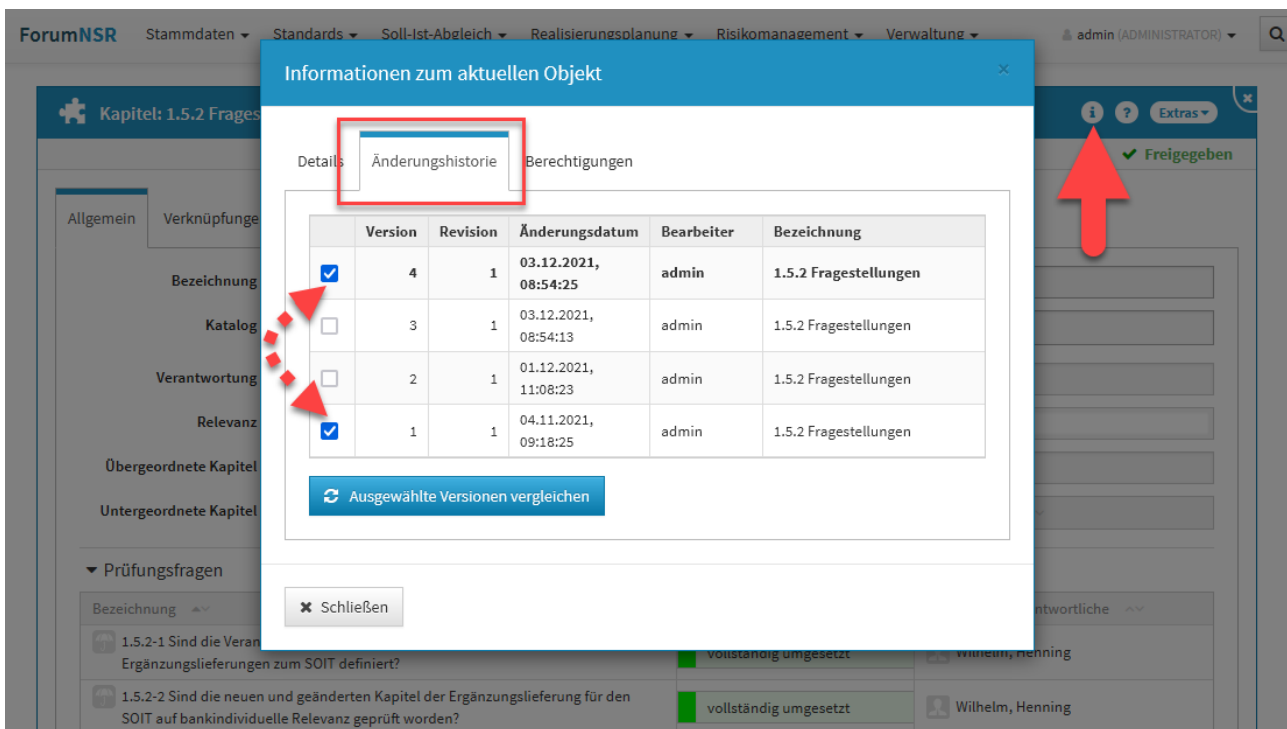 ForumNSR Stammdaten Standards Soll-Ist-Abgleich Realisierungsplanung Risikomanagement Verwaltung admin (ADMINISTRATOR)
Informationen zum aktuellen Objekt
Kapitel: 1.5.2 Frages
Extras
Freigegeben
Details Änderungshistorie Berechtigungen
Allgemein Verknüpfunge
Version Revision Änderungsdatum Bearbeiter Bezeichnung
4 1 03.12.2021, 08:54:25 admin 1.5.2 Fragestellungen
3 1 03.12.2021, 08:54:13 admin 1.5.2 Fragestellungen
2 1 01.12.2021, 11:08:23 admin 1.5.2 Fragestellungen
1 1 04.11.2021, 09:18:25 admin 1.5.2 Fragestellungen
Bezeichnung
Katalog
Verantwortung
Relevanz
Übergeordnete Kapitel
Untergeordnete Kapitel
Ausgewählte Versionen vergleichen
Prüfungsfragen
Schließen
Bezeichnung ntwortliche
1.5.2-1 Sind die Veran
Ergänzungslieferungen zum SOIT definiert?
vollständig umgesetzt Wilhelm, Henning
1.5.2-2 Sind die neuen und geänderten Kapitel der Ergänzungslieferung für den
SOIT auf bankindividuelle Relevanz geprüft worden?
vollständig umgesetzt Wilhelm, Henning